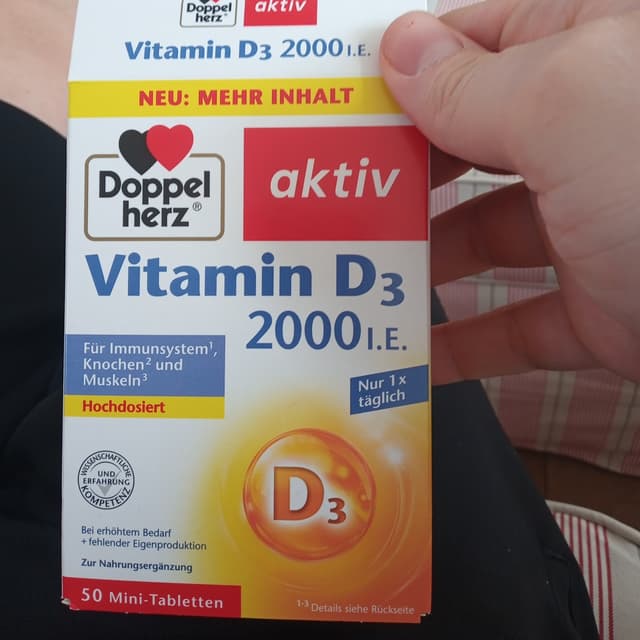 Doppel
herz®
aktiv
Vitamin D3 2000 I.E.
NEU: MEHR INHALT
Doppel
herz®
aktiv
Vitamin D3
2000 I.E.
Für Immunsystem¹,
Knochen² und
Muskeln³
Hochdosiert
Nur 1x
täglich
WISSENSCHAFTLICHE
UND
ERFAHRUNG
KOMPETENZ
D3
Bei erhöhtem Bedarf
+ fehlender Eigenproduktion
Zur Nahrungsergänzung
50 Mini-Tabletten
1-3 Details siehe Rückseite